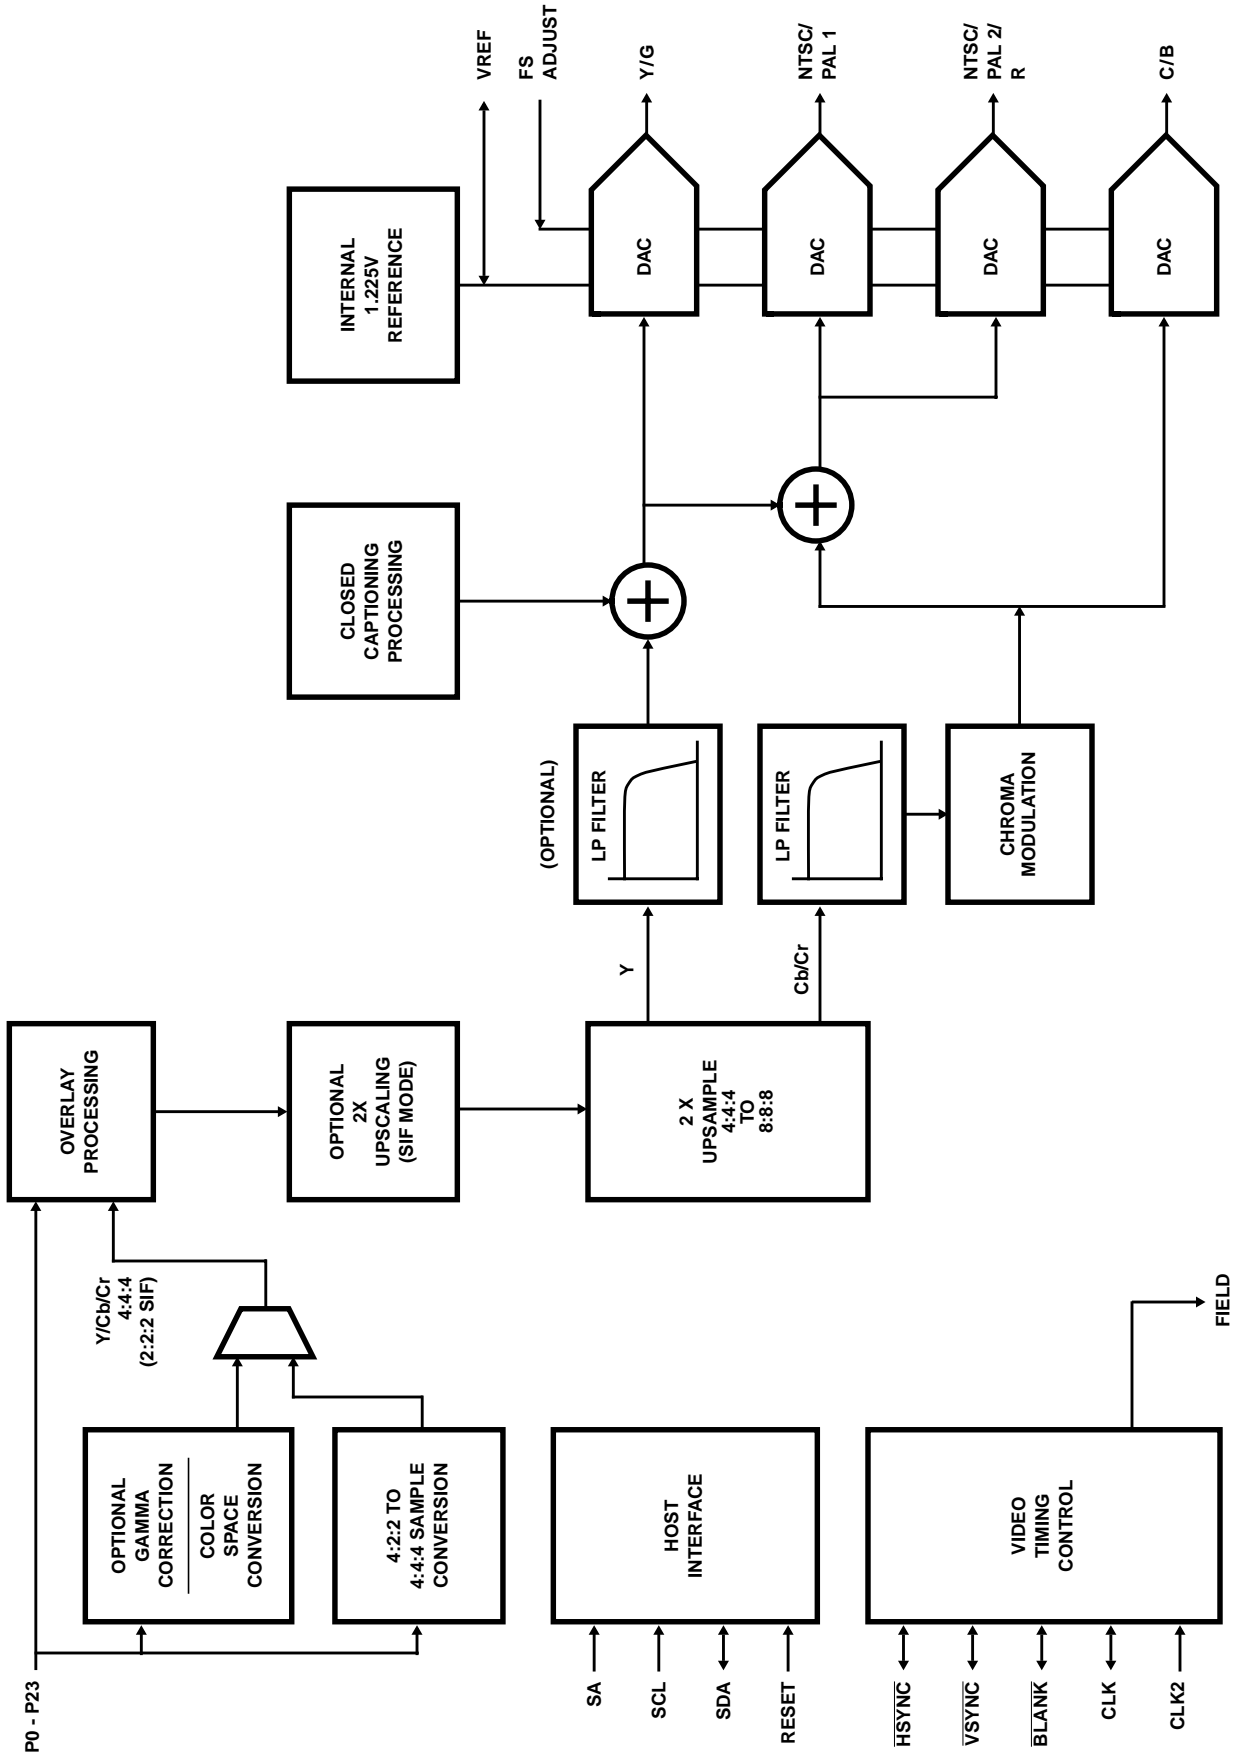 P0 - P23
OPTIONAL
GAMMA
CORRECTION
COLOR
SPACE
CONVERSION
4:2:2 TO
4:4:4 SAMPLE
CONVERSION
Y/Cb/Cr
4:4:4
(2:2:2 SIF)
OVERLAY
PROCESSING
OPTIONAL
2X
UPSCALING
(SIF MODE)
2 X
UPSAMPLE
4:4:4
TO
8:8:8
Y
Cb/Cr
(OPTIONAL)
LP FILTER
LP FILTER
CHROMA
MODULATION
CLOSED
CAPTIONING
PROCESSING
INTERNAL
1.225V
REFERENCE
VREF
FS
ADJUST
DAC
Y/G
DAC
NTSC/
PAL 1
DAC
NTSC/
PAL 2/
R
DAC
C/B
SA
SCL
SDA
RESET
HOST
INTERFACE
HSYNC
VSYNC
BLANK
CLK
CLK2
VIDEO
TIMING
CONTROL
FIELD